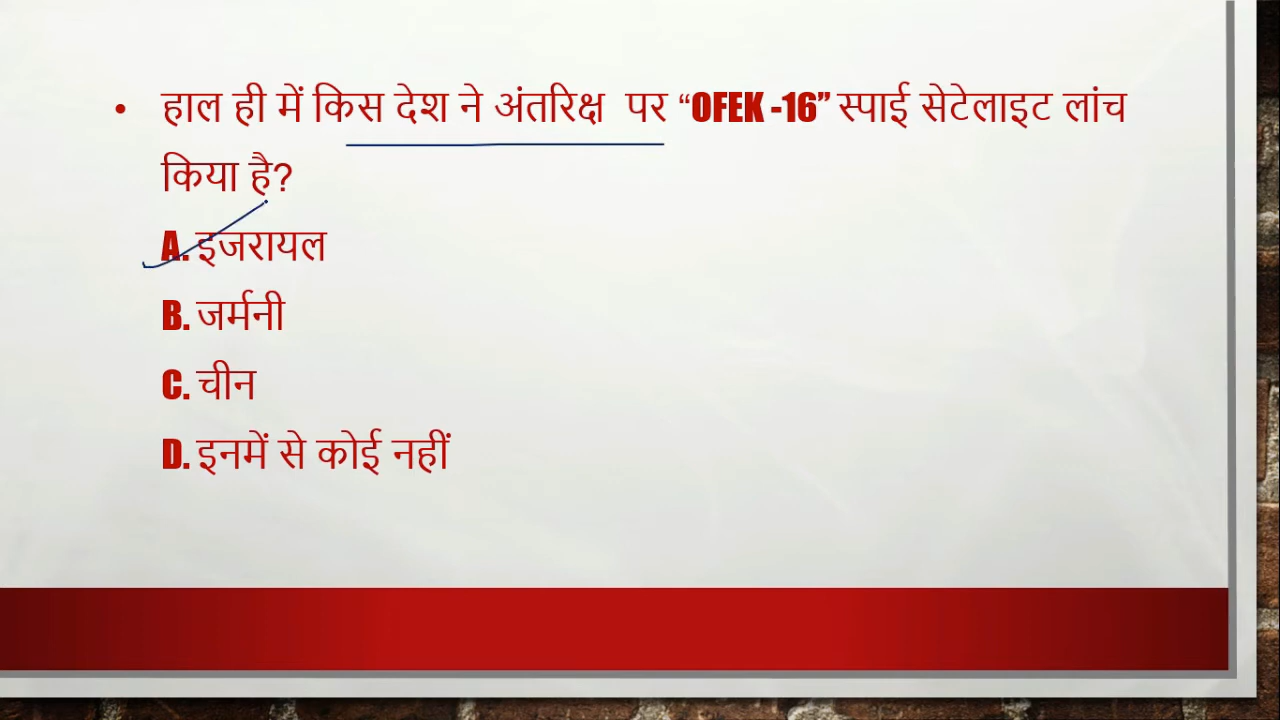 • हाल ही में किस देश ने अंतरिक्ष पर “OFEK -16” स्पाई सेटेलाइट लांच
किया है?
A. इजरायल
B. जर्मनी
C. चीन
D. इनमें से कोई नहीं